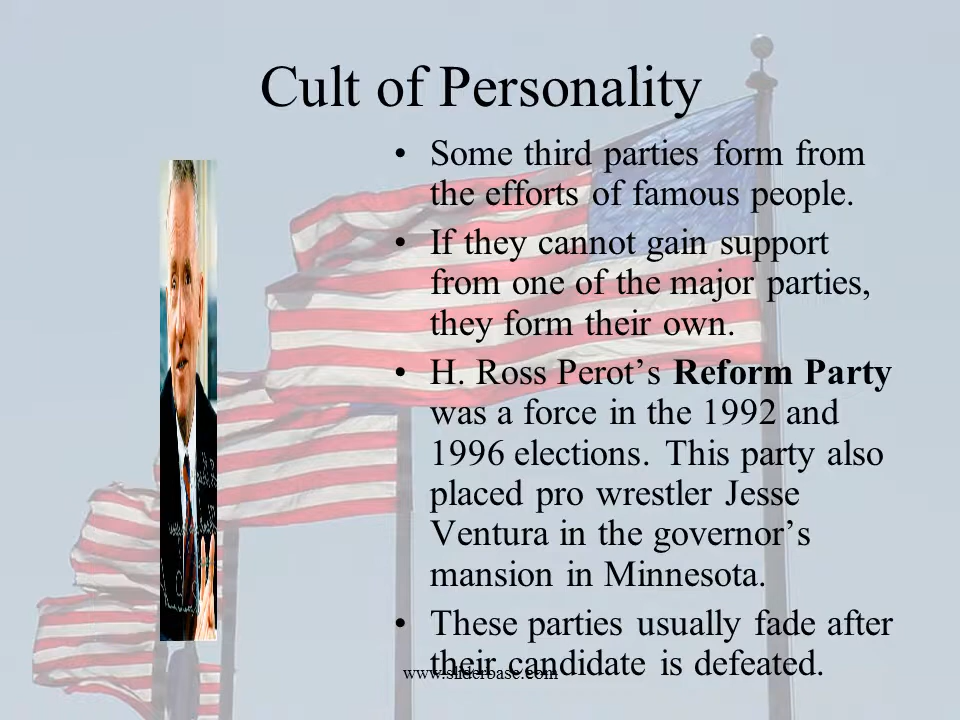 Cult of Personality
• Some third parties form from
the efforts of famous people.
• If they cannot gain support
from one of the major parties,
they form their own.
• H. Ross Perot’s Reform Party
was a force in the 1992 and
1996 elections.  This party also
placed pro wrestler Jesse
Ventura in the governor’s
mansion in Minnesota.
• These parties usually fade after
their candidate is defeated.
www.sliderbase.com